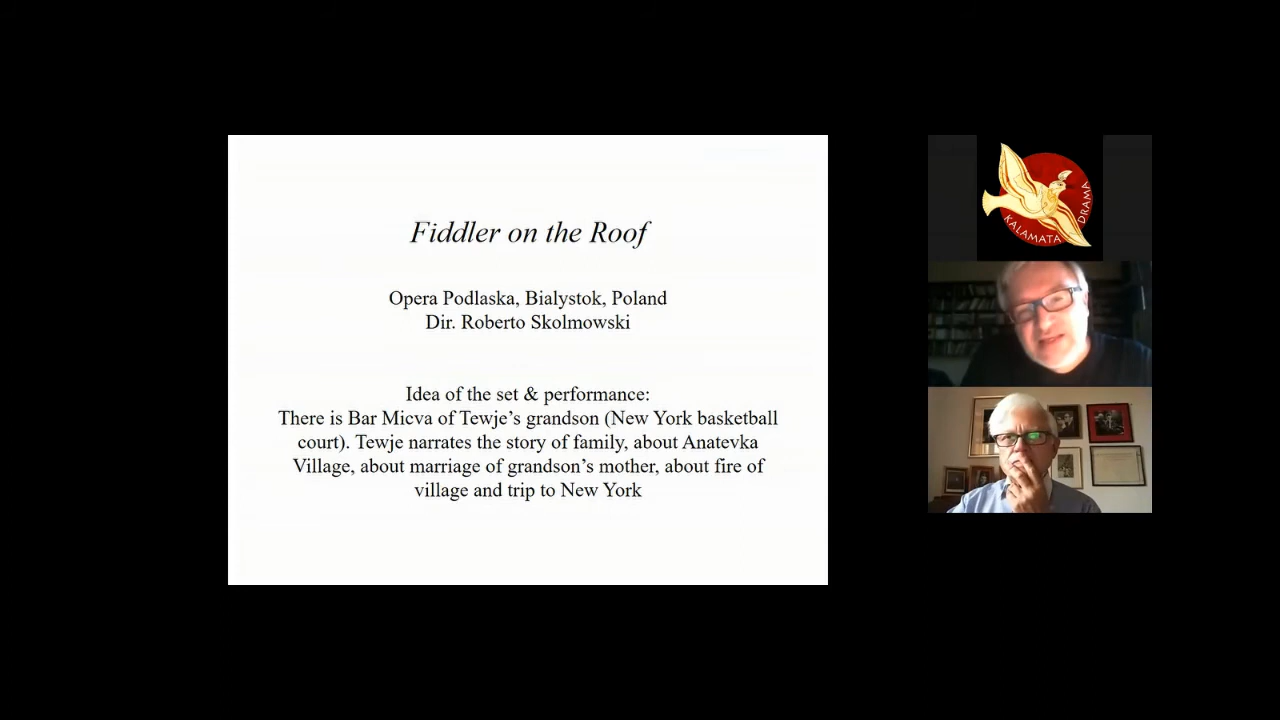 Fiddler on the Roof
Opera Podlaska, Bialystok, Poland
Dir. Roberto Skolmowski
Idea of the set & performance:
There is Bar Micva of Tewje's grandson (New York basketball
court). Tewje narrates the story of family, about Anatevka
Village, about marriage of grandson's mother, about fire of
village and trip to New York
KALAMATA DRAMA